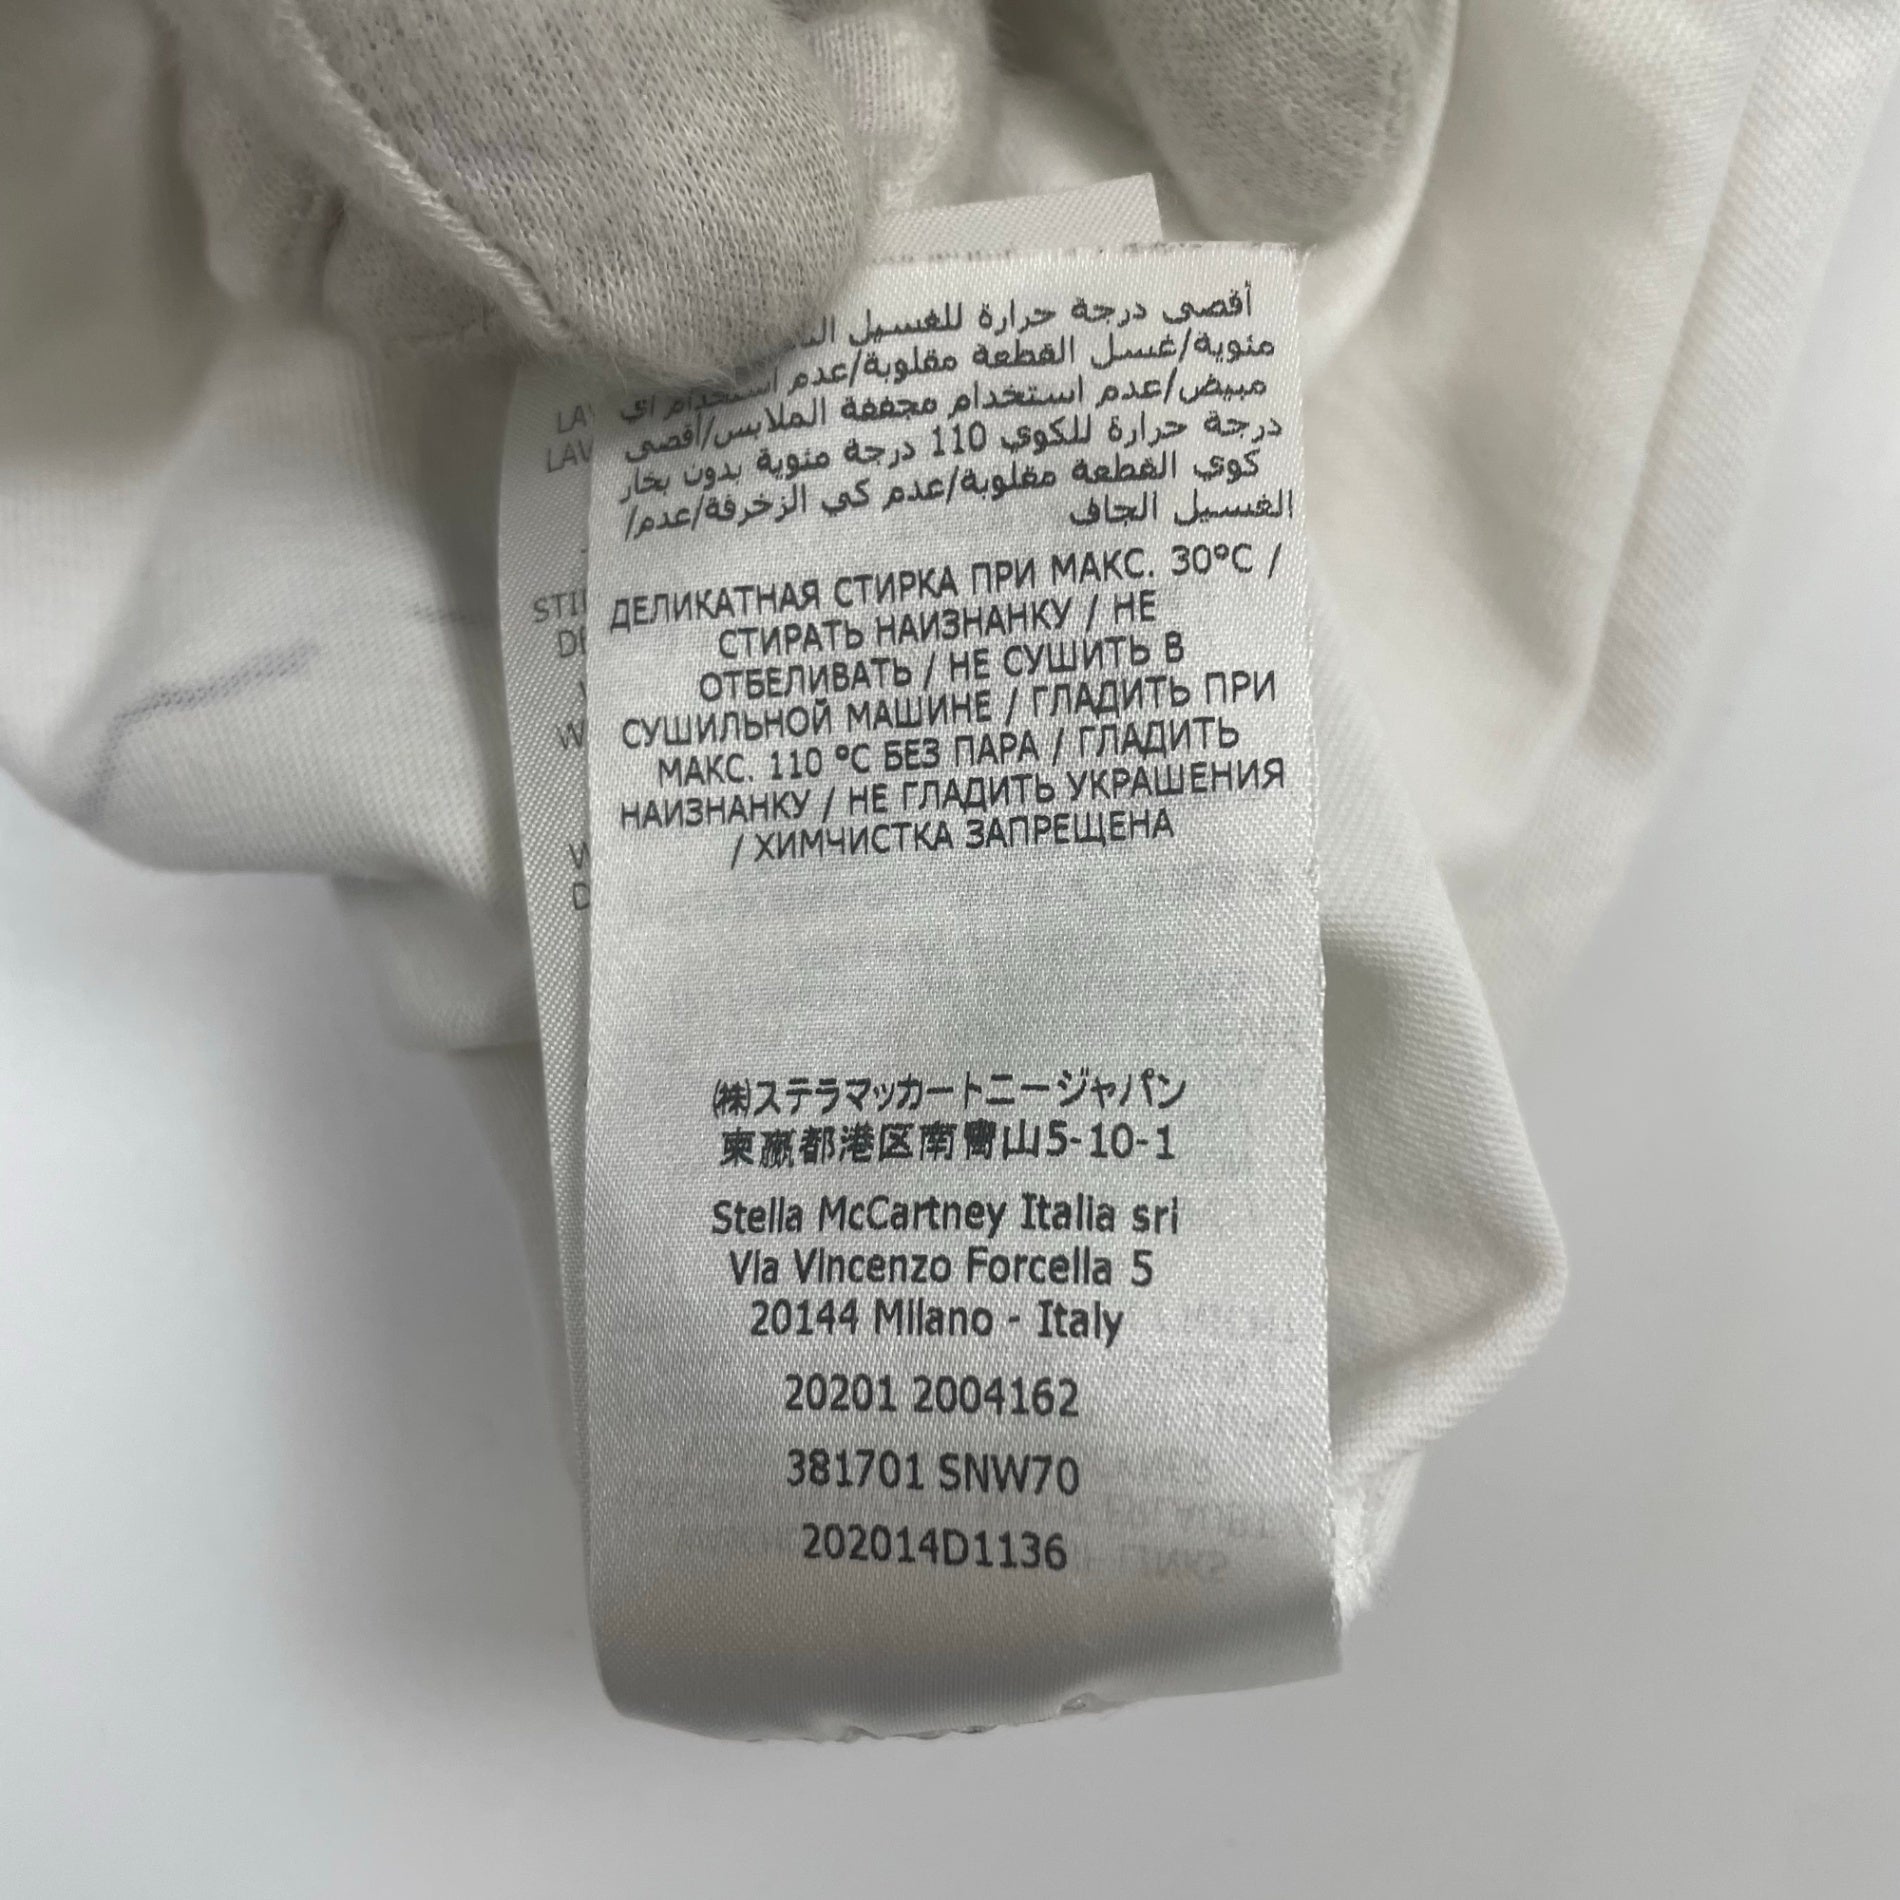 أقصى درجة حرارة للغسيل
مئوية/غسل القطعة مقلوبة/عدم استخدام أي
مبيض/عدم استخدام مجففة الملابس/أقصى
درجة حرارة للكوي 110 درجة مئوية بدون بخار
كوي القطعة مقلوبة/عدم كي الزخرفة/عدم/
الغسيل الجاف
ДЕЛИКАТНАЯ СТИРКА ПРИ МАКС. 30°C /
СТИРАТЬ НАИЗНАНКУ / НЕ
ОТБЕЛИВАТЬ / НЕ СУШИТЬ В
СУШИЛЬНОЙ МАШИНЕ / ГЛАДИТЬ ПРИ
МАКС. 110 °C БЕЗ ПАРА / ГЛАДИТЬ
НАИЗНАНКУ / НЕ ГЛАДИТЬ УКРАШЕНИЯ
/ ХИМЧИСТКА ЗАПРЕЩЕНА
㈱ステラマッカートニージャパン
東京都港区南青山5-10-1
Stella McCartney Italia srl
Via Vincenzo Forcella 5
20144 Milano - Italy
20201 2004162
381701 SNW70
202014D1136